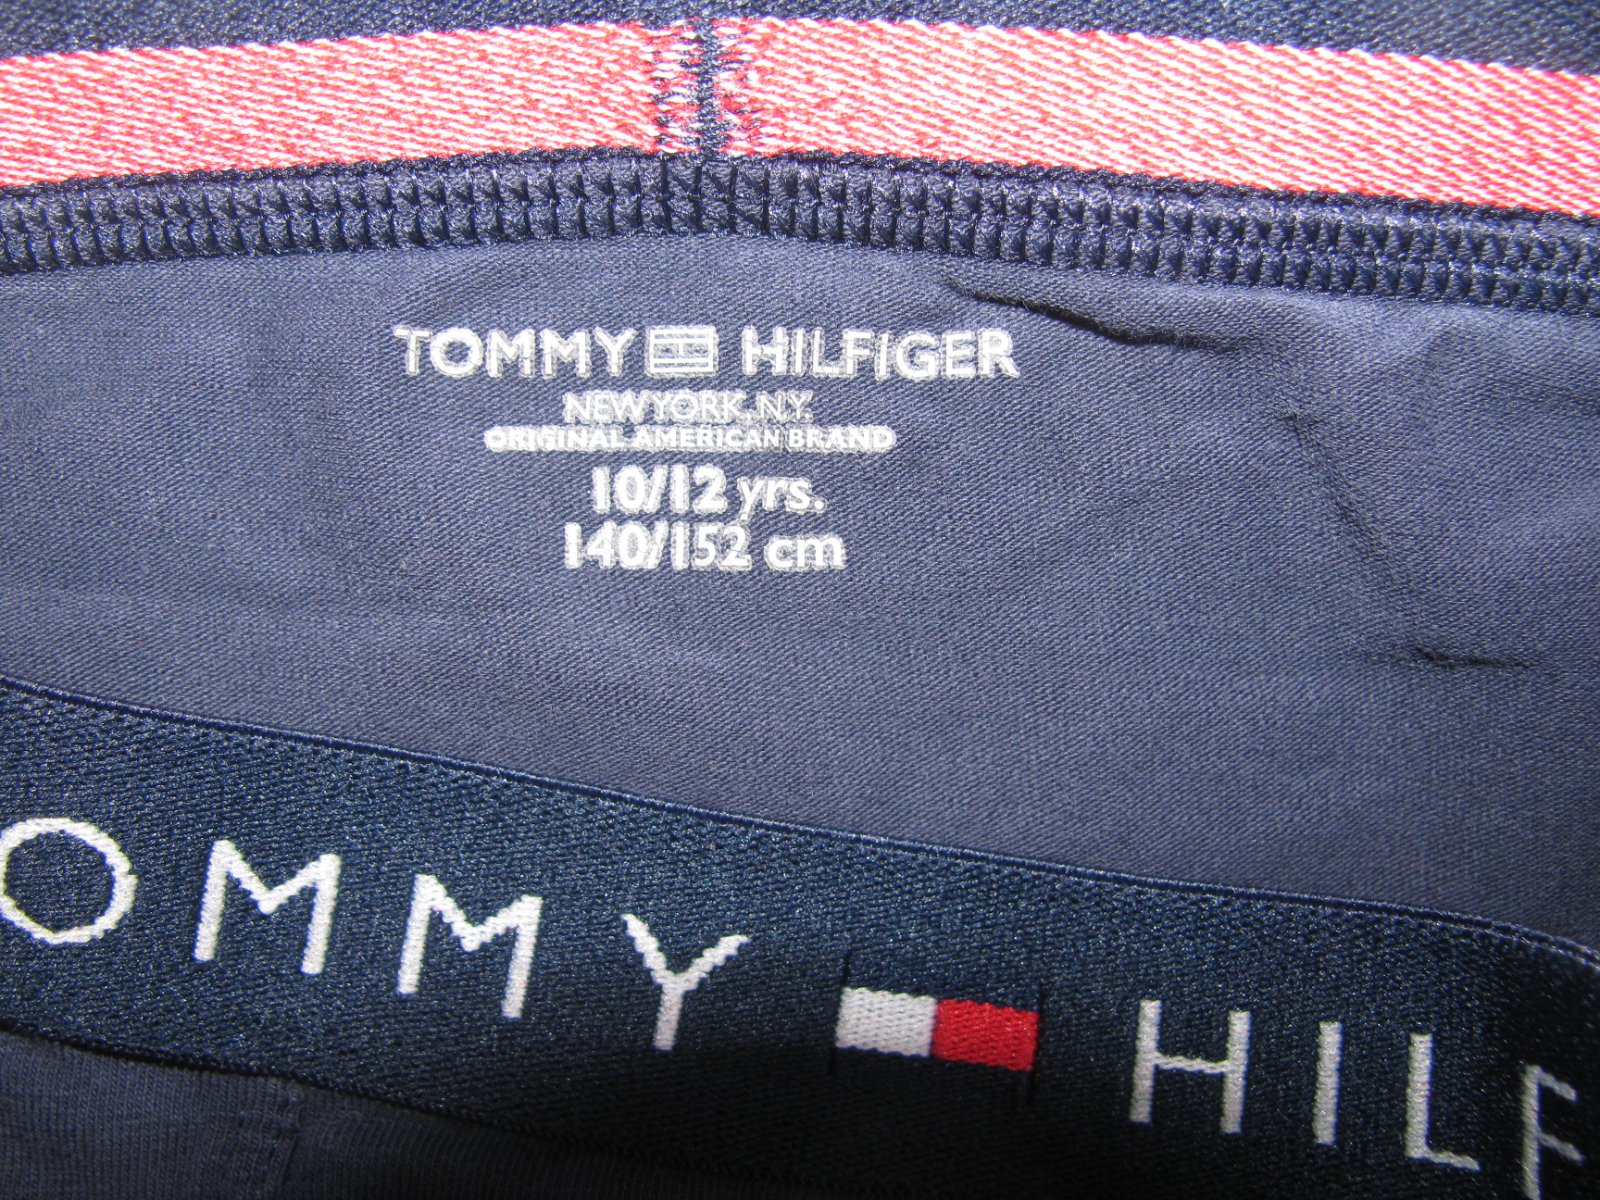 TOMMY HILFIGER
NEW YORK, N.Y.
ORIGINAL AMERICAN BRAND
10/12 yrs.
140/152 cm
OMMY HILF